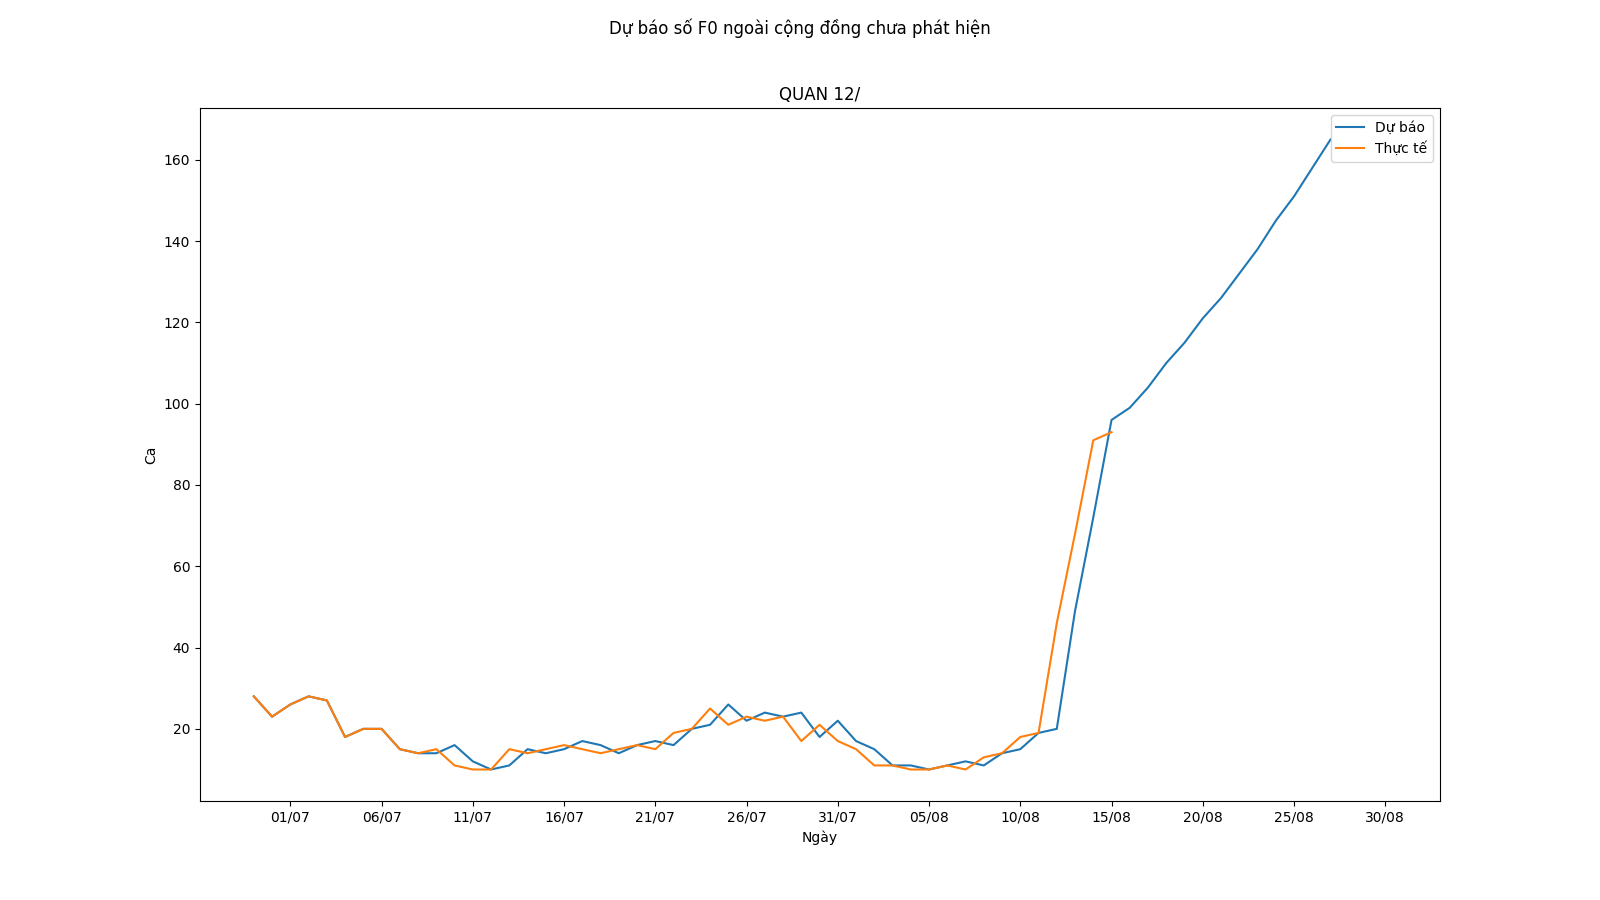 Dự báo số F0 ngoài cộng đồng chưa phát hiện
QUAN 12/
Dự báo
Thực tế
160
140
120
100
80
60
40
20
Ca
01/07 06/07 11/07 16/07 21/07 26/07 31/07 05/08 10/08 15/08 20/08 25/08 30/08
Ngày